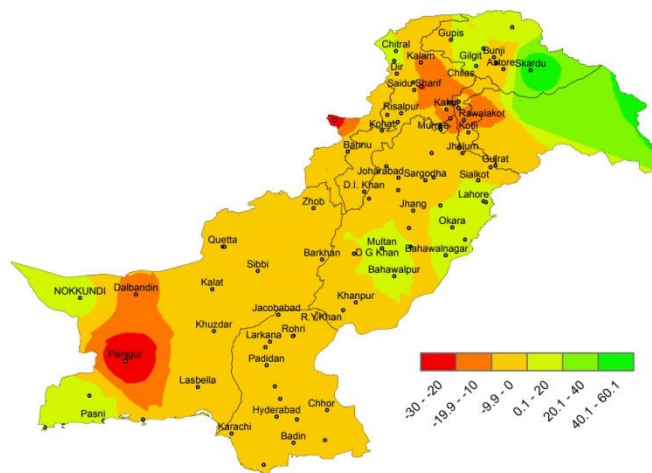 Gupis
Chitral
Bunji
Gilgit
Kalam
Dir
Astore
Skardu
Chilas
Saidu Sharif
Kakul
Risalpur
Rawalakot
Kohat
Murree
Kotli
Bannu
Jhalum
Gujrat
Joharabad
Sargodha
Sialkot
D.I. Khan
Lahore
Zhob
Jhang
Okara
Quetta
Multan
Barkhan
D G Khan
Bahawalnagar
Sibbi
Bahawalpur
NOKKUNDI
Dalbandin
Kalat
Khanpur
Jacobabad
R.Y.Khan
Khuzdar
Rohri
Larkana
Panjgur
Padidan
Lasbella
Pasni
Hyderabad
Chhor
Karachi
Badin
-30 - -20
-19.9 - -10
-9.9 - 0
0.1 - 20
20.1 - 40
40.1 - 60.1